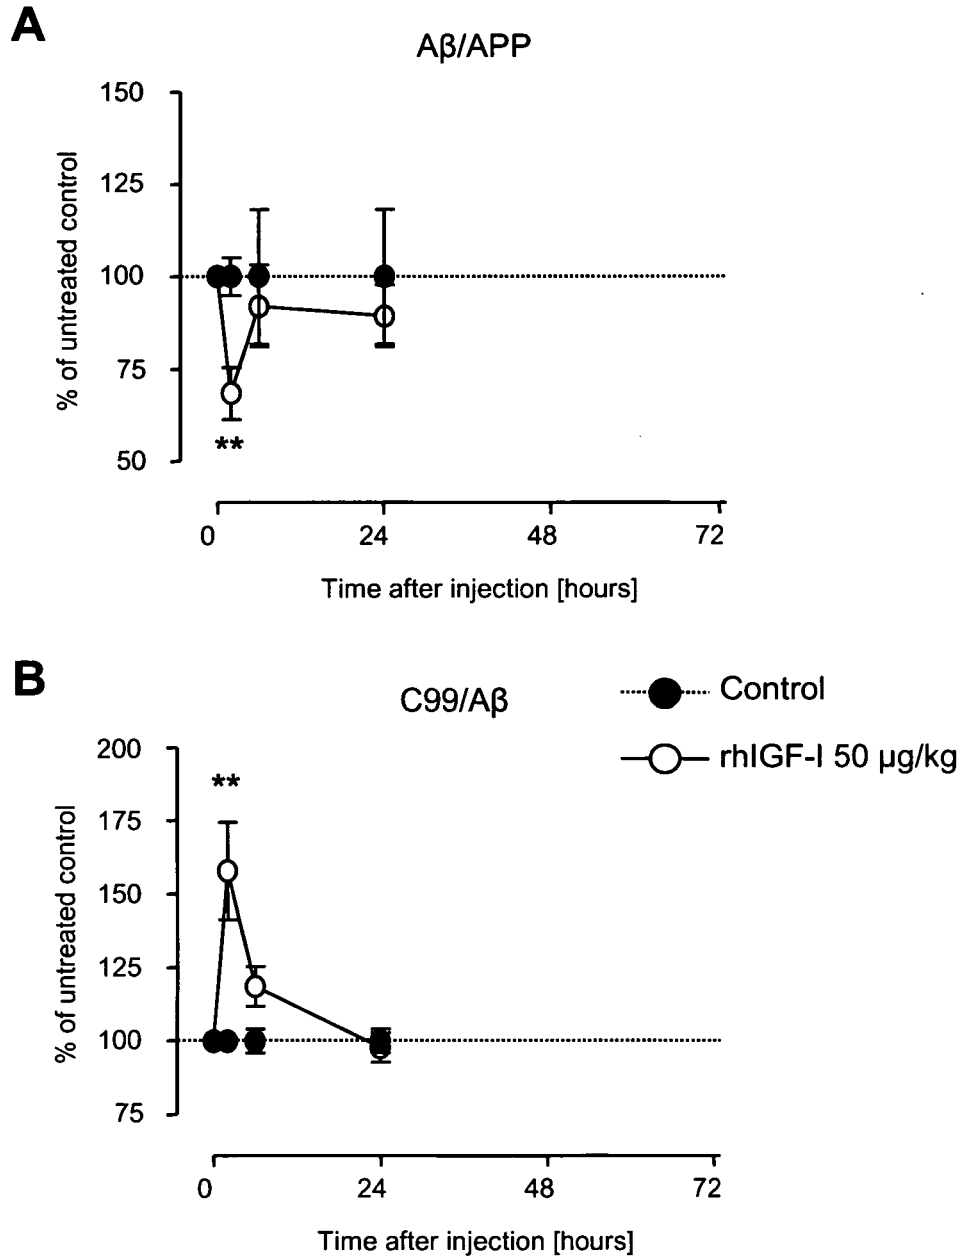 A
Aβ/APP
150
125
100
75
50
% of untreated control
**
0 24 48 72
Time after injection [hours]
B
C99/Aβ
Control
rhIGF-I 50 µg/kg
200
175
150
125
100
75
% of untreated control
**
0 24 48 72
Time after injection [hours]